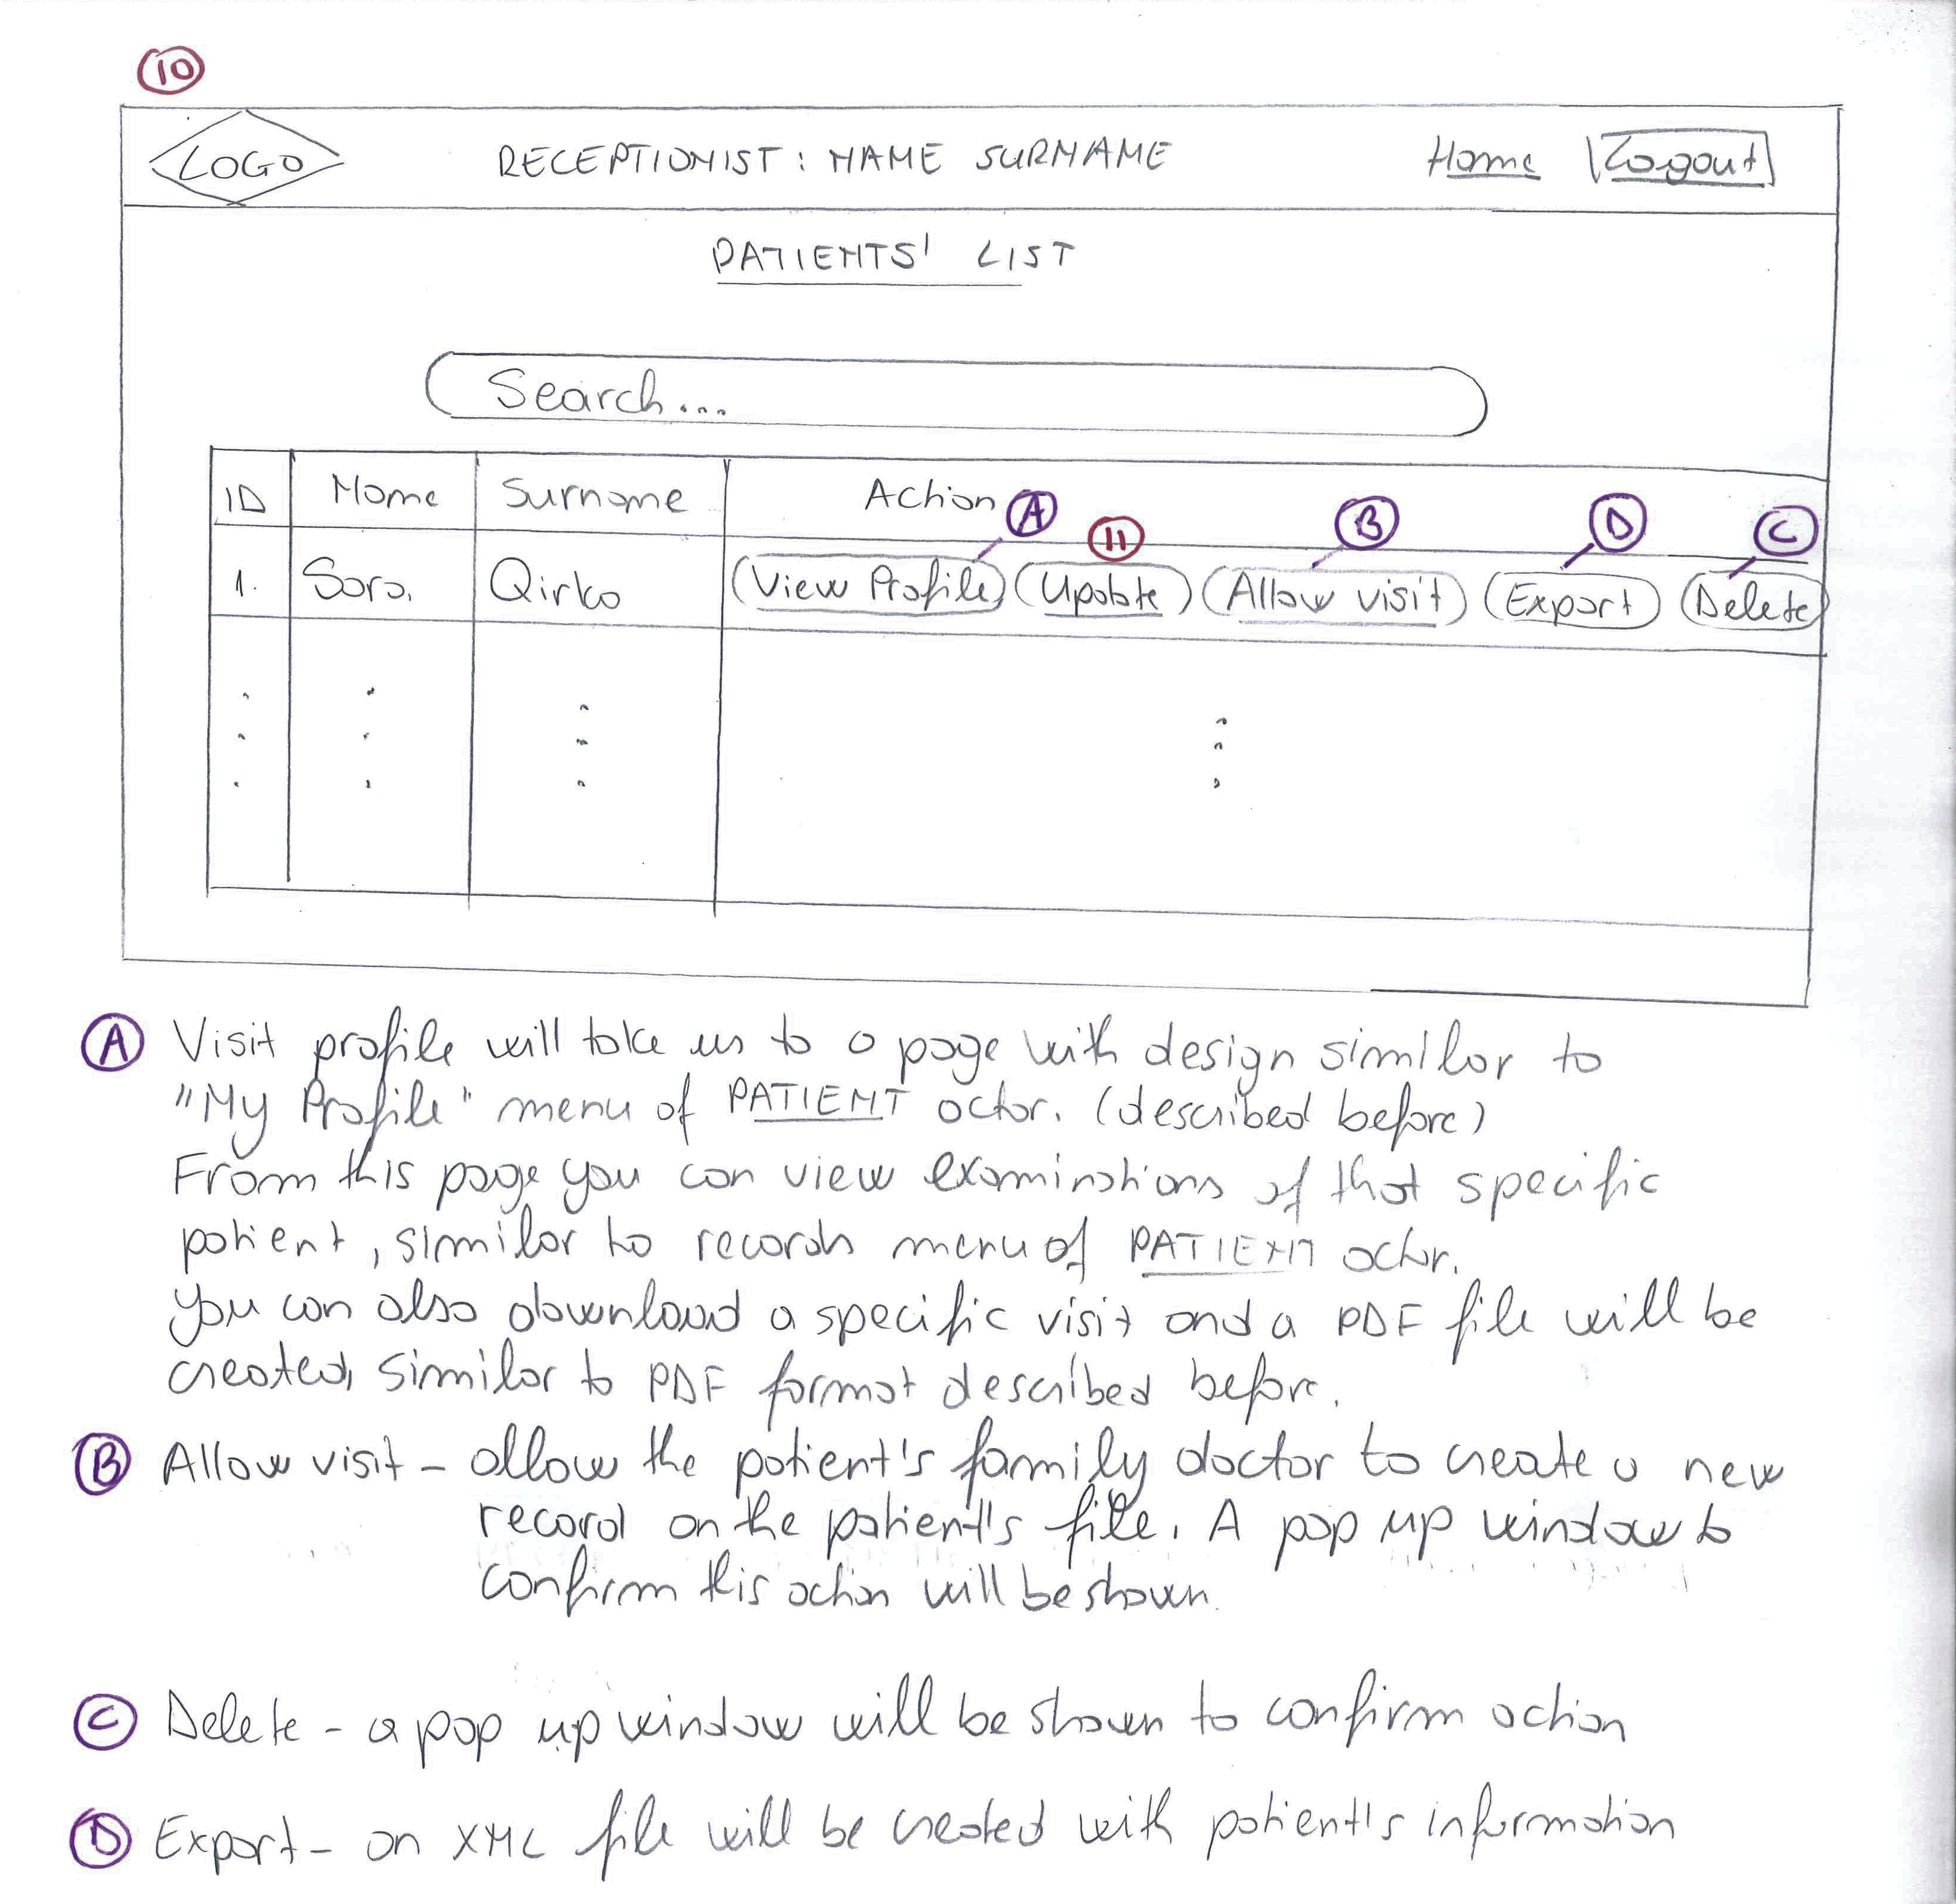 10
LOGO RECEPTIONIST: NAME SURNAME Home Logout
PATIENTS' LIST
Search...
ID Name Surname Action A 11 B D C
1. Sara Qirko View Profile Update Allow visit Export Delete
A Visit profile will take us to a page with design similar to
"My Profile" menu of PATIENT actor. (described before)
From this page you can view examinations of that specific
patient, similar to records menu of PATIENT actor.
You can also download a specific visit and a PDF file will be
created, similar to PDF format described before.
B Allow visit - allow the patient's family doctor to create a new
record on the patient's file. A pop up window to
confirm this action will be shown.
C Delete - a pop up window will be shown to confirm action
D Export - an XML file will be created with patient's information